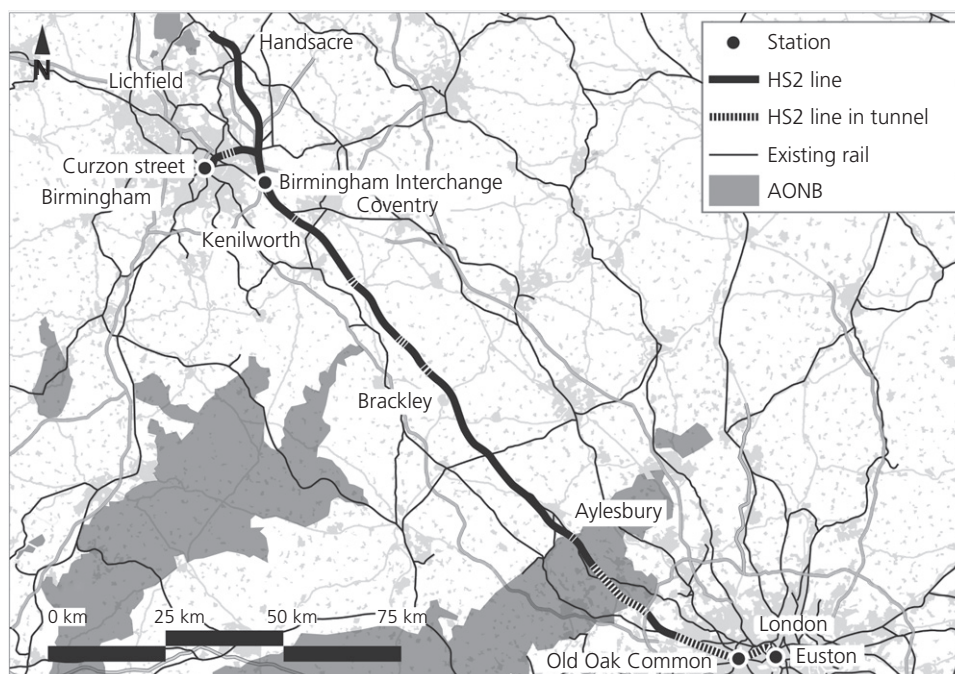 N
Handsacre
Lichfield
Curzon street
Birmingham
Birmingham Interchange
Coventry
Kenilworth
Brackley
Aylesbury
London
Old Oak Common
Euston
0 km
25 km
50 km
75 km
Station
HS2 line
HS2 line in tunnel
Existing rail
AONB